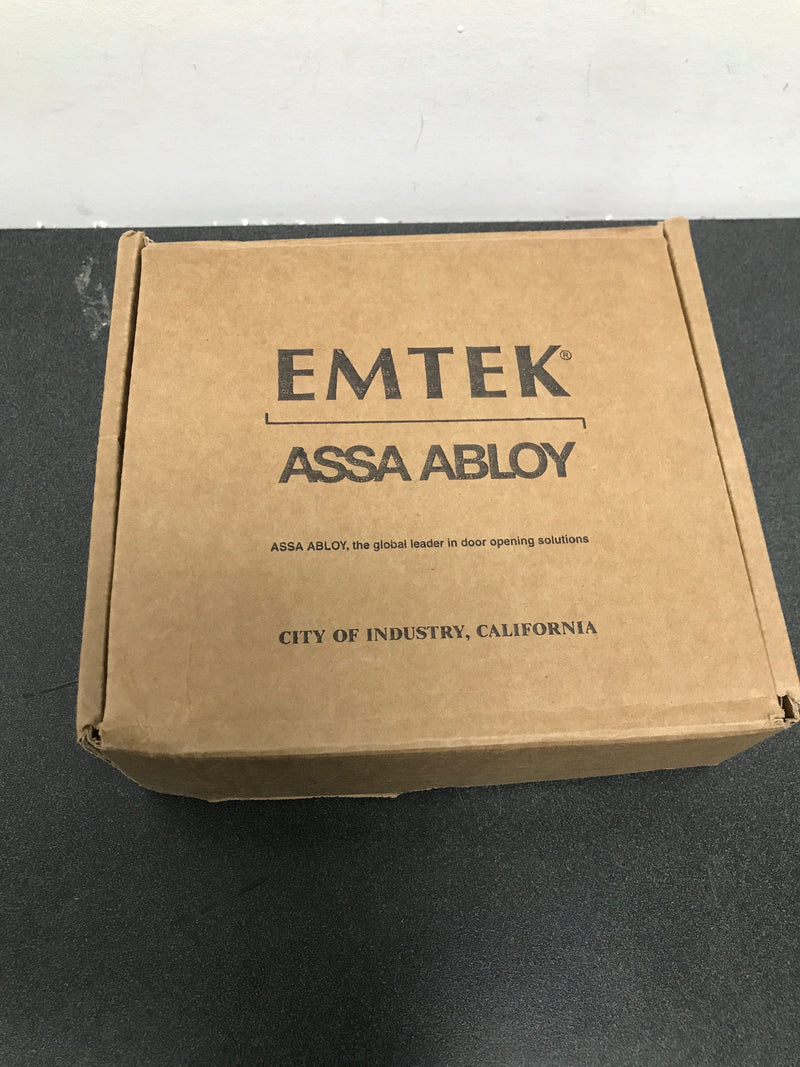 EMTEK®
ASSA ABLOY
ASSA ABLOY, the global leader in door opening solutions
CITY OF INDUSTRY, CALIFORNIA